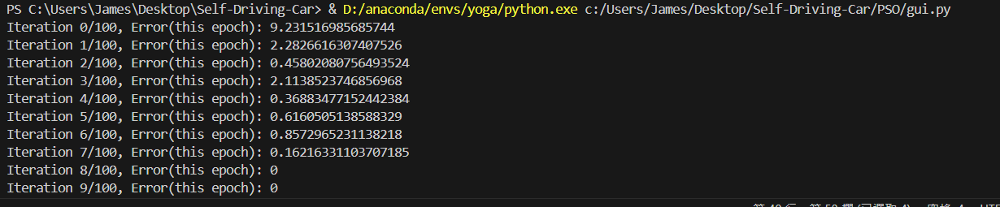 PS C:\Users\James\Desktop\Self-Driving-Car> & D:/anaconda/envs/yoga/python.exe c:/Users/James/Desktop/Self-Driving-Car/PSO/gui.py
Iteration 0/100, Error(this epoch): 9.231516985685744
Iteration 1/100, Error(this epoch): 2.2826616307407526
Iteration 2/100, Error(this epoch): 0.45802080756493524
Iteration 3/100, Error(this epoch): 2.1138523746856968
Iteration 4/100, Error(this epoch): 0.36883477152442384
Iteration 5/100, Error(this epoch): 0.6160505138588329
Iteration 6/100, Error(this epoch): 0.8572965231138218
Iteration 7/100, Error(this epoch): 0.16216331103707185
Iteration 8/100, Error(this epoch): 0
Iteration 9/100, Error(this epoch): 0